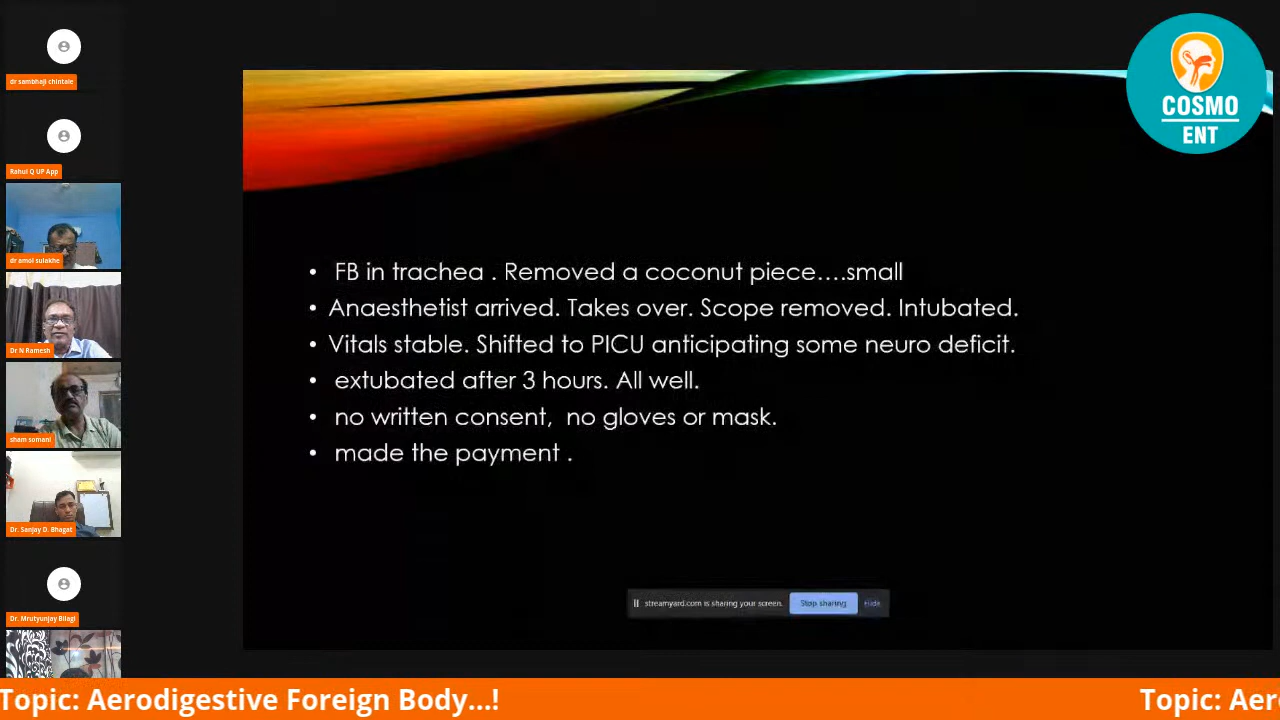 dr sambhaji chintale
Rahul Q UP App
dr amol sulakhe
Dr N Ramesh
sham somani
Dr. Sanjay D. Bhagat
Dr. Mrutyunjay Bilagi
COSMO
ENT
• FB in trachea . Removed a coconut piece....small
• Anaesthetist arrived. Takes over. Scope removed. Intubated.
• Vitals stable. Shifted to PICU anticipating some neuro deficit.
• extubated after 3 hours. All well.
• no written consent, no gloves or mask.
• made the payment .
streamyard.com is sharing your screen. Stop sharing Hide
Topic: Aerodigestive Foreign Body...! Topic: Aer